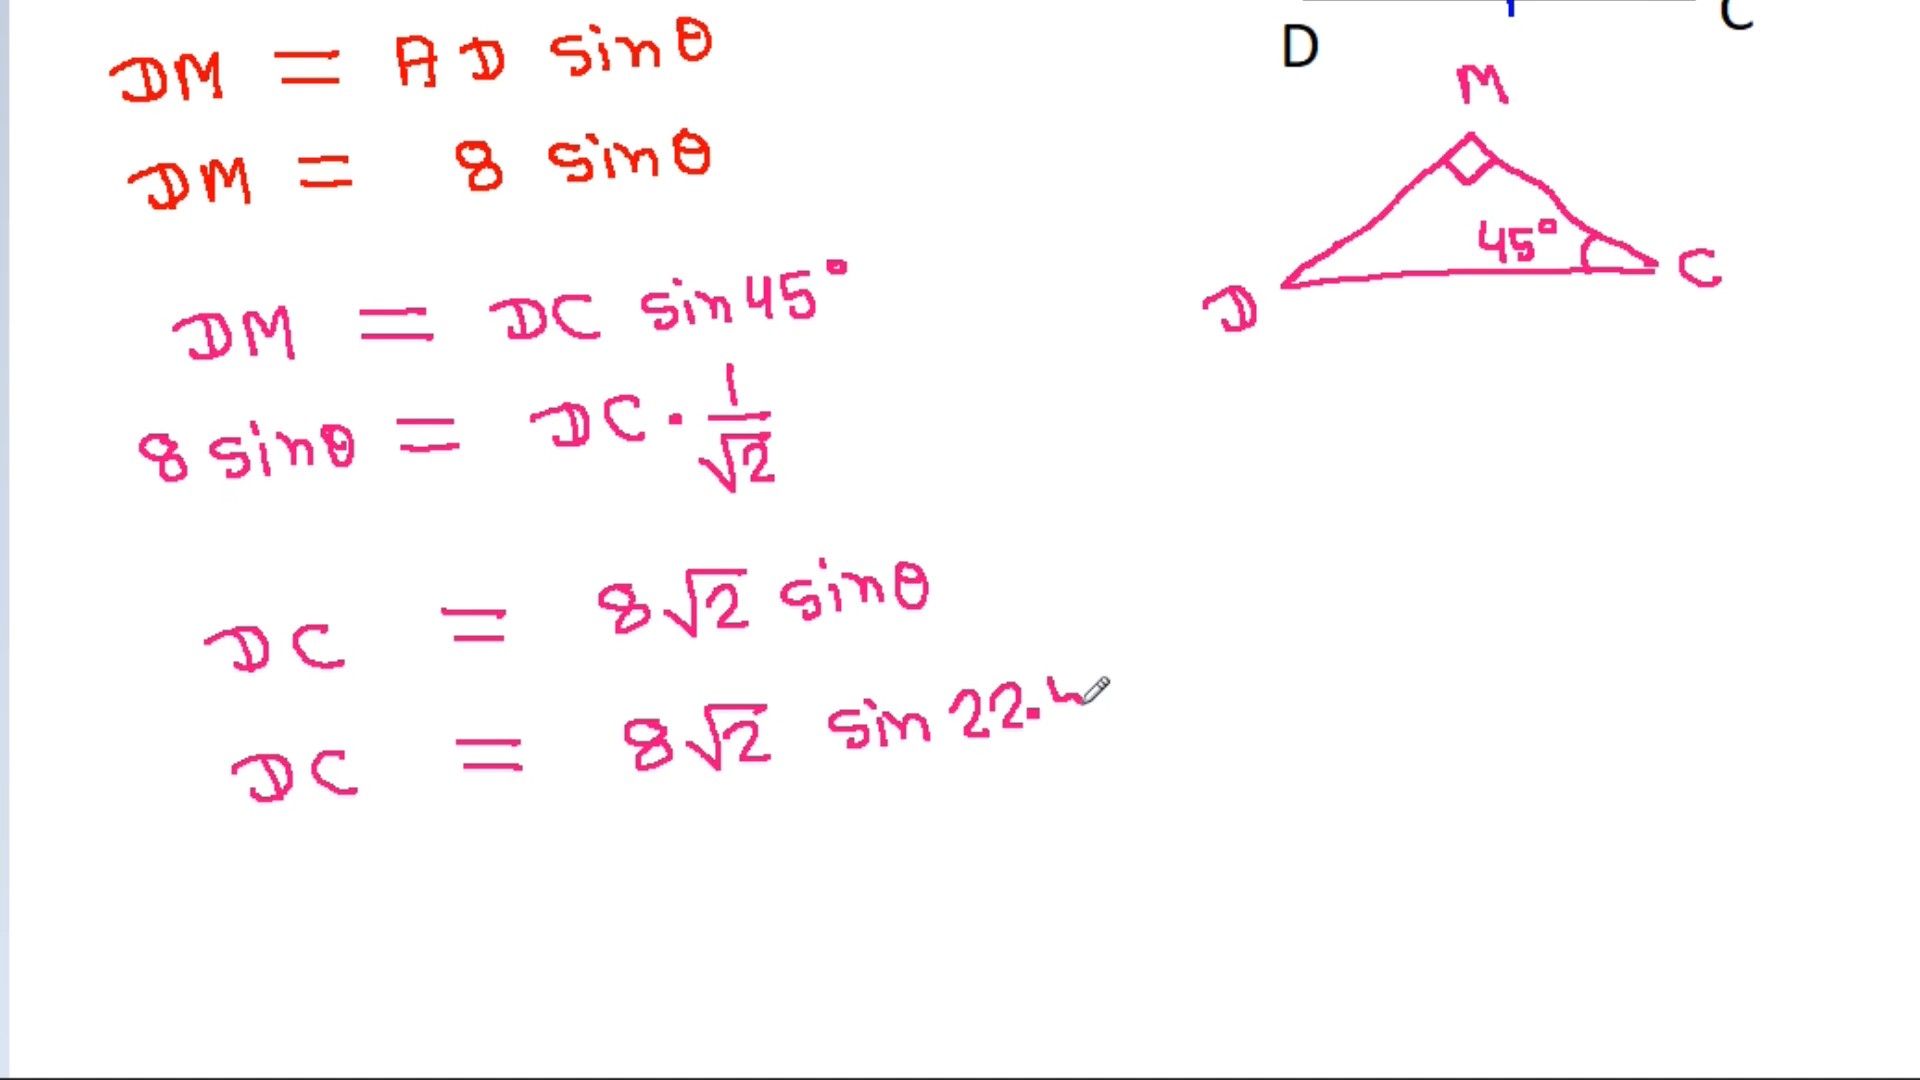 DM = AD sinθ
DM = 8 sinθ
DM = DC sin45°
8 sinθ = DC · 1/√2
DC = 8√2 sinθ
DC = 8√2 sin 22.
C
D
M
45°
D
C